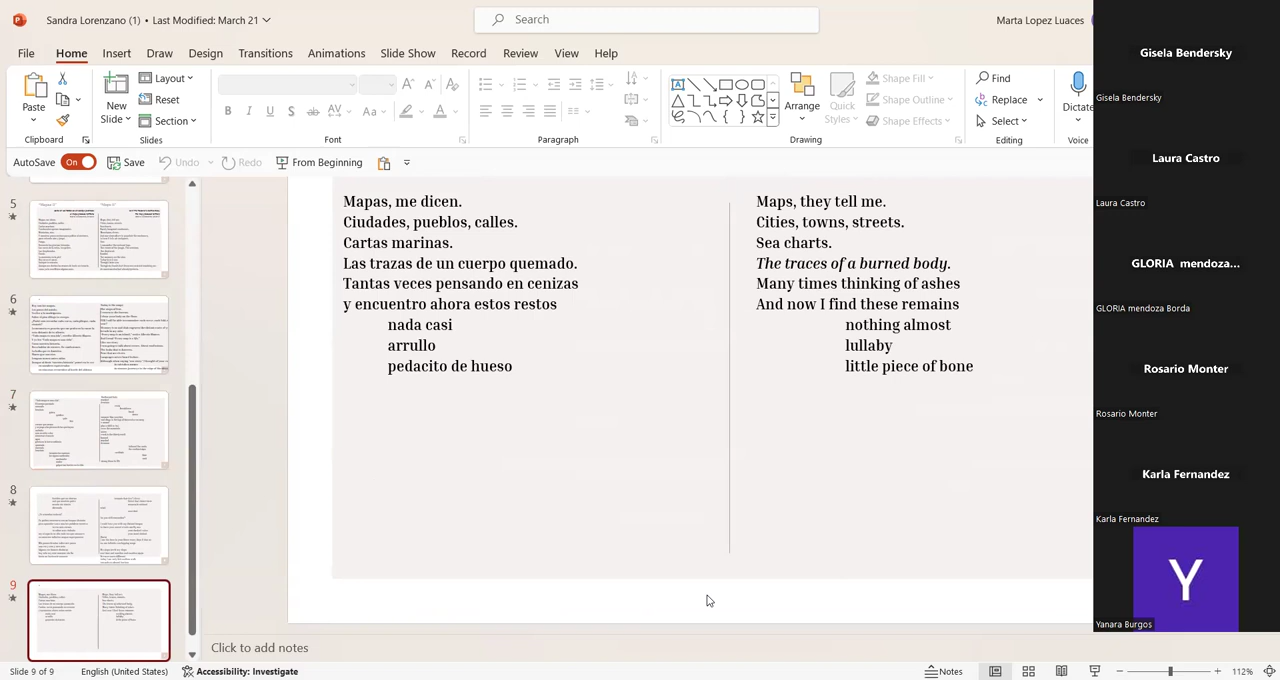 Sandra Lorenzano (1) • Last Modified: March 21
Search
Marta Lopez Luaces
File Home Insert Draw Design Transitions Animations Slide Show Record Review View Help
Paste
New Slide
Layout
Reset
Section
Arrange
Quick Styles
Shape Fill
Shape Outline
Shape Effects
Find
Replace
Select
Dictate
Clipboard Slides Font Paragraph Drawing Editing Voice
AutoSave On Save Undo Redo From Beginning
5
6
7
8
9
Mapas, me dicen.
Ciudades, pueblos, calles.
Cartas marinas.
Las trazas de un cuerpo quemado.
Tantas veces pensando en cenizas
y encuentro ahora estos restos
nada casi
arrullo
pedacito de hueso
Maps, they tell me.
Cities, towns, streets.
Sea charts.
The traces of a burned body.
Many times thinking of ashes
And now I find these remains
nothing almost
lullaby
little piece of bone
Click to add notes
Slide 9 of 9 English (United States) Accessibility: Investigate Notes 112%
Gisela Bendersky
Gisela Bendersky
Laura Castro
Laura Castro
GLORIA mendoza...
GLORIA mendoza Borda
Rosario Monter
Rosario Monter
Karla Fernandez
Karla Fernandez
Y
Yanara Burgos